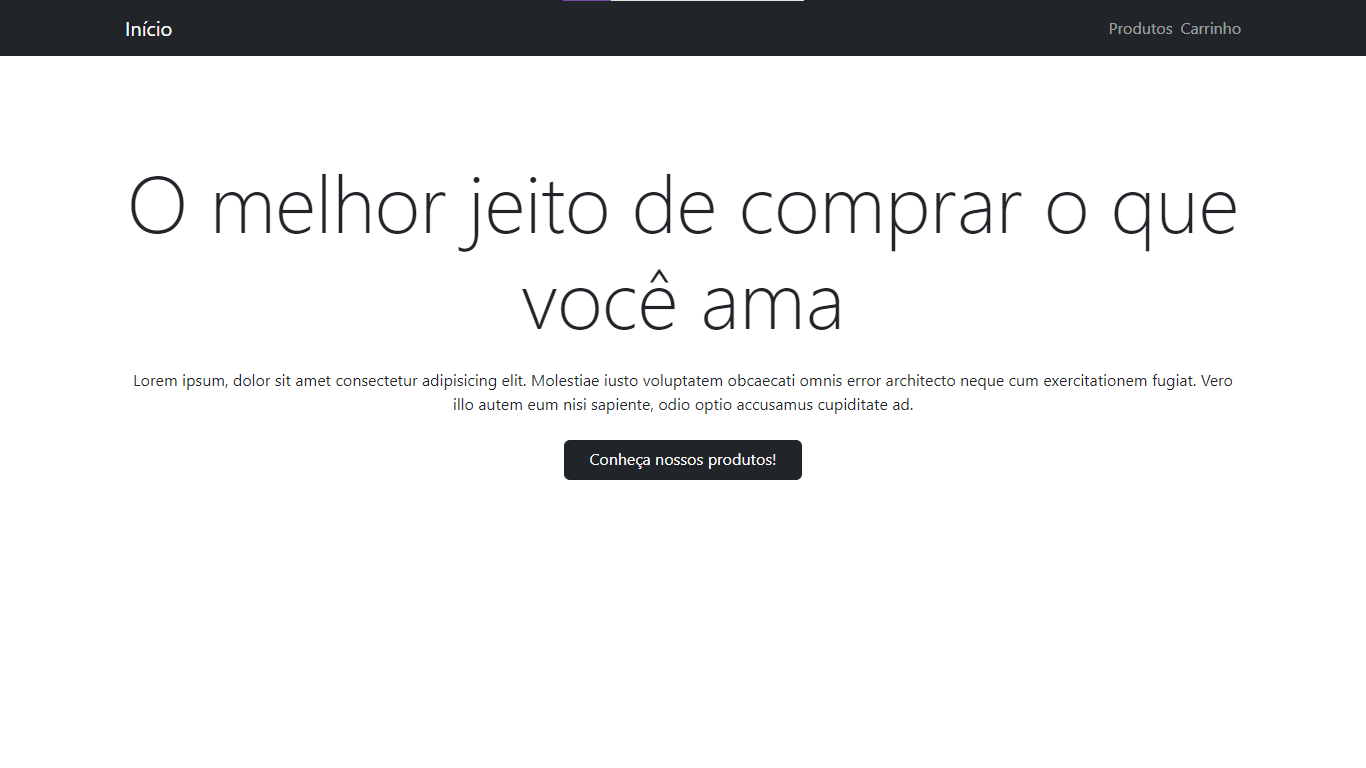 Início
Produtos Carrinho
O melhor jeito de comprar o que
você ama
Lorem ipsum, dolor sit amet consectetur adipisicing elit. Molestiae iusto voluptatem obcaecati omnis error architecto neque cum exercitationem fugiat. Vero
illo autem eum nisi sapiente, odio optio accusamus cupiditate ad.
Conheça nossos produtos!